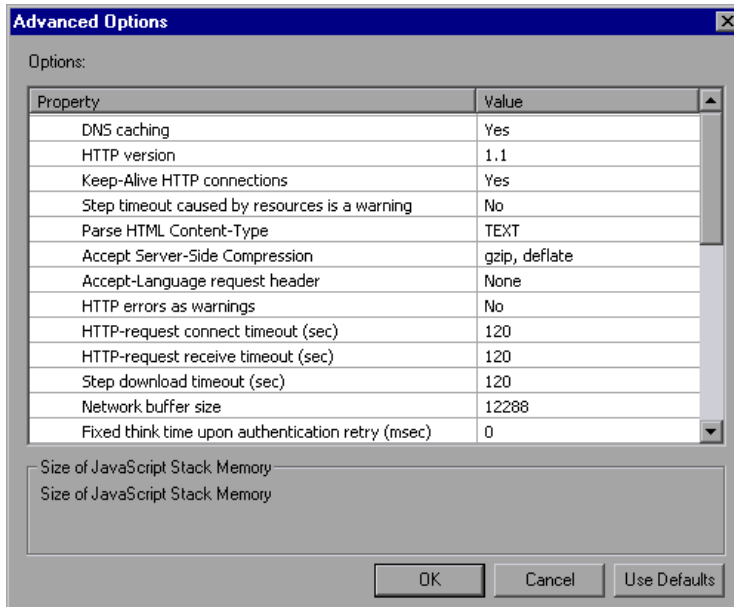 Advanced Options
Options:
Property Value
DNS caching Yes
HTTP version 1.1
Keep-Alive HTTP connections Yes
Step timeout caused by resources is a warning No
Parse HTML Content-Type TEXT
Accept Server-Side Compression gzip, deflate
Accept-Language request header None
HTTP errors as warnings No
HTTP-request connect timeout (sec) 120
HTTP-request receive timeout (sec) 120
Step download timeout (sec) 120
Network buffer size 12288
Fixed think time upon authentication retry (msec) 0
Size of JavaScript Stack Memory
Size of JavaScript Stack Memory
OK Cancel Use Defaults